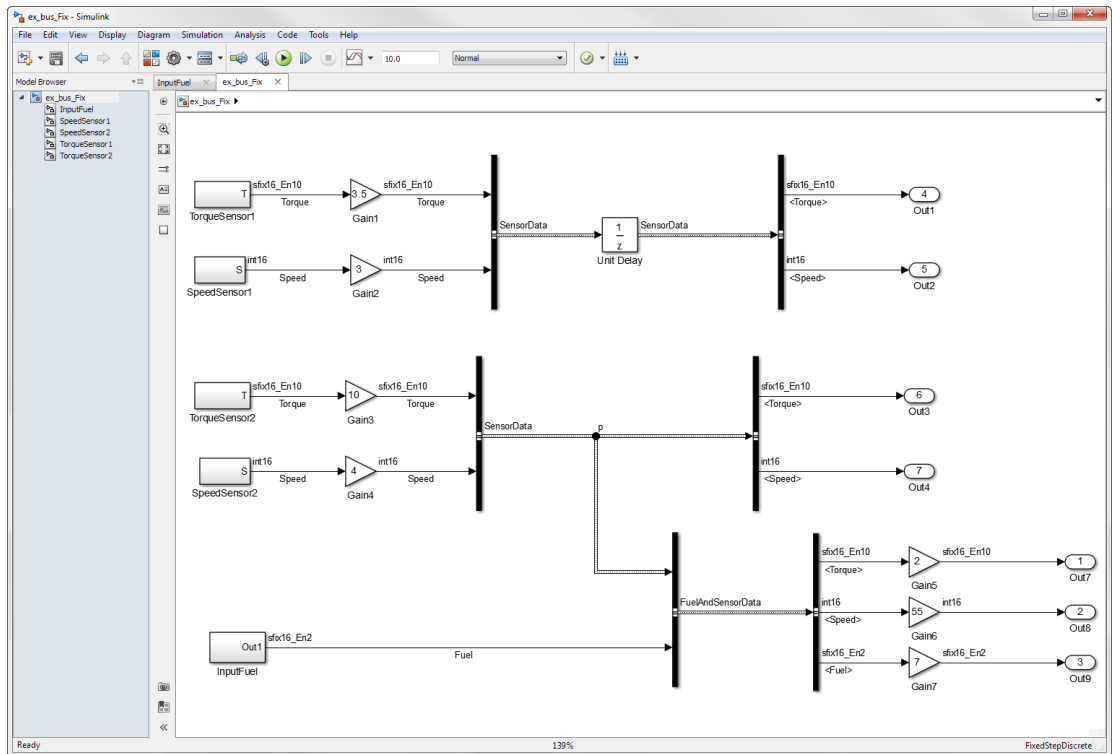 ex_bus_Fix - Simulink
File Edit View Display Diagram Simulation Analysis Code Tools Help
10.0 Normal
Model Browser
InputFuel ex_bus_Fix
ex_bus_Fix
ex_bus_Fix
InputFuel
SpeedSensor1
SpeedSensor2
TorqueSensor1
TorqueSensor2
T sfix16_En10 3.5 sfix16_En10 sfix16_En10 4
Torque Torque <Torque>
TorqueSensor1 Gain1 Out1
SensorData 1 SensorData
z
Unit Delay
S int16 3 int16 int16 5
Speed Speed <Speed>
SpeedSensor1 Gain2 Out2
T sfix16_En10 10 sfix16_En10 sfix16_En10 6
Torque Torque <Torque>
TorqueSensor2 Gain3 Out3
SensorData p
S int16 4 int16 int16 7
Speed Speed <Speed>
SpeedSensor2 Gain4 Out4
sfix16_En10 2 sfix16_En10 1
<Torque> Gain5 Out7
FuelAndSensorData int16 55 int16 2
<Speed> Gain6 Out8
Out1 sfix16_En2 sfix16_En2 7 sfix16_En2 3
Fuel <Fuel>
InputFuel Gain7 Out9
Ready 139% FixedStepDiscrete